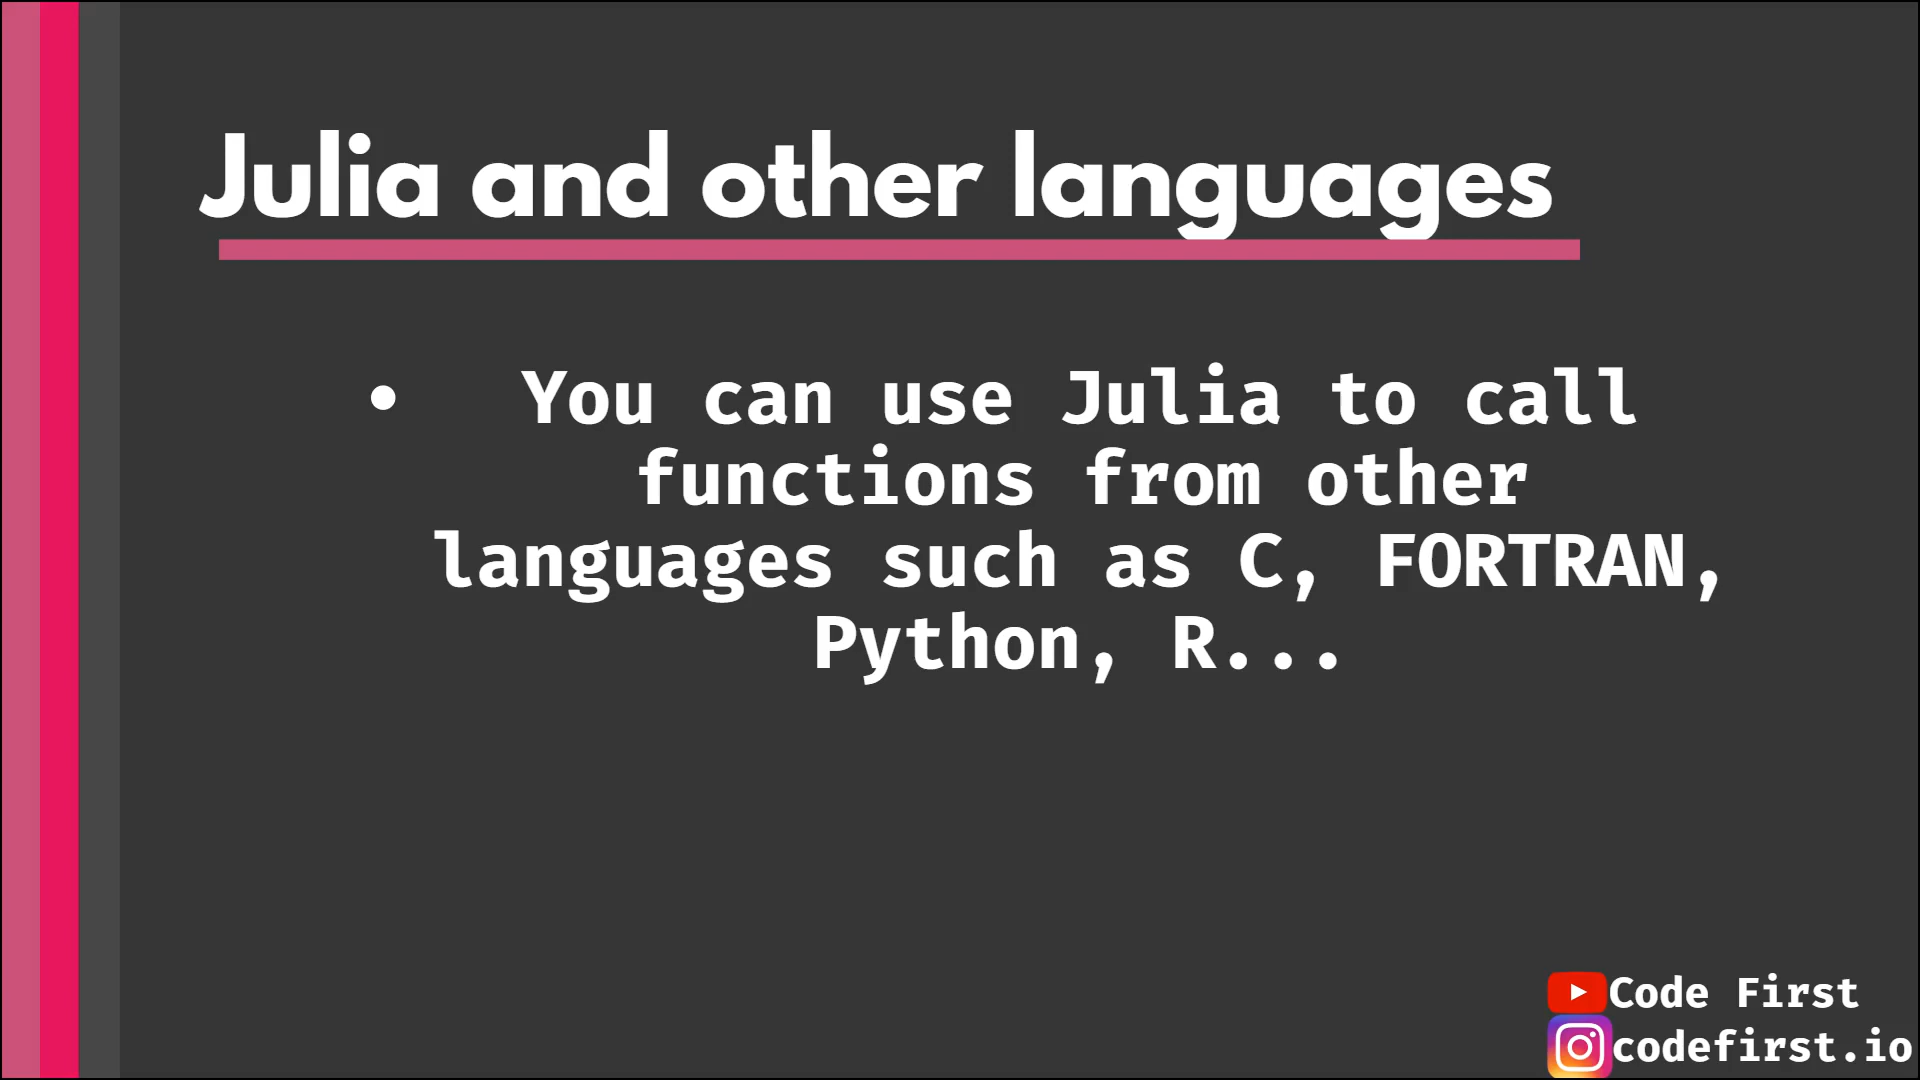 Julia and other languages
• You can use Julia to call
functions from other
languages such as C, FORTRAN,
Python, R...
Code First
codefirst.io